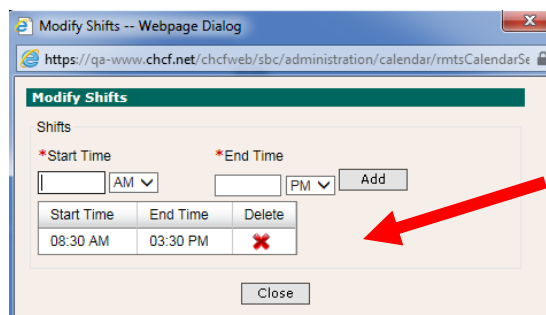 Modify Shifts -- Webpage Dialog
https://qa-www.chcf.net/chcfweb/sbc/administration/calendar/rmtsCalendarSe
Modify Shifts
Shifts
*Start Time *End Time
AM PM Add
Start Time End Time Delete
08:30 AM 03:30 PM
Close